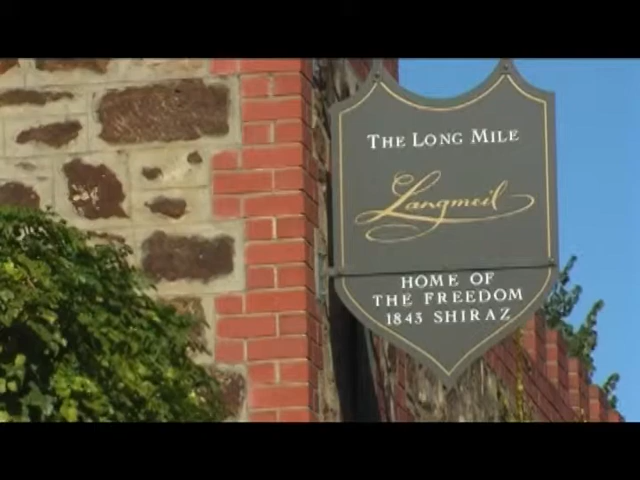 THE LONG MILE
Langmeil
HOME OF
THE FREEDOM
1843 SHIRAZ